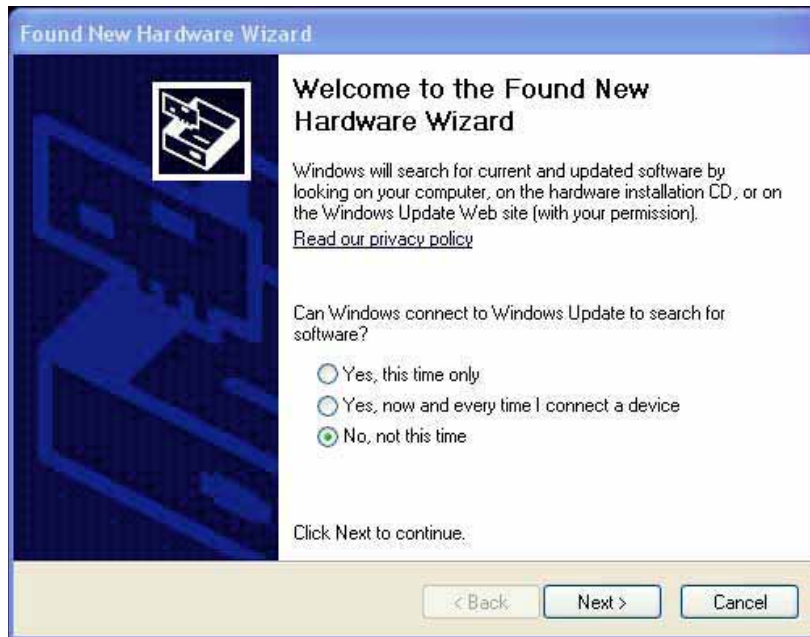 Found New Hardware Wizard
Welcome to the Found New
Hardware Wizard
Windows will search for current and updated software by
looking on your computer, on the hardware installation CD, or on
the Windows Update Web site (with your permission).
Read our privacy policy
Can Windows connect to Windows Update to search for
software?
Yes, this time only
Yes, now and every time I connect a device
No, not this time
Click Next to continue.
< Back
Next >
Cancel